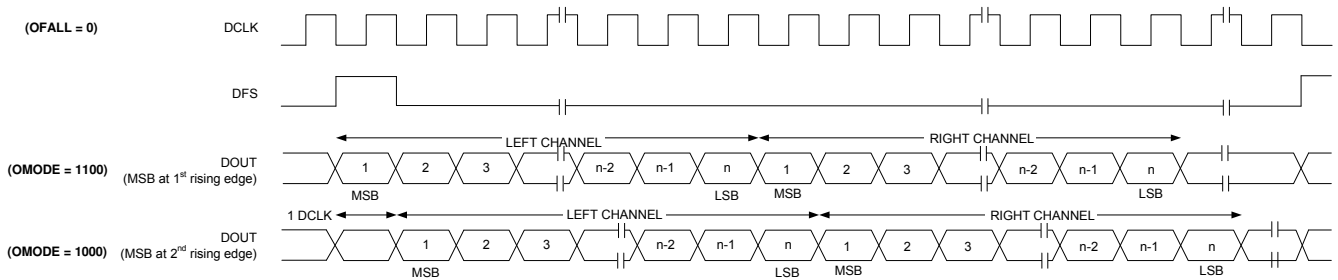 (OFALL = 0) DCLK
DFS
LEFT CHANNEL RIGHT CHANNEL
(OMODE = 1100) DOUT 1 2 3 n-2 n-1 n 1 2 3 n-2 n-1 n
(MSB at 1st rising edge)
MSB LSB MSB LSB
1 DCLK LEFT CHANNEL RIGHT CHANNEL
(OMODE = 1000) DOUT 1 2 3 n-2 n-1 n 1 2 3 n-2 n-1 n
(MSB at 2nd rising edge)
MSB LSB MSB LSB